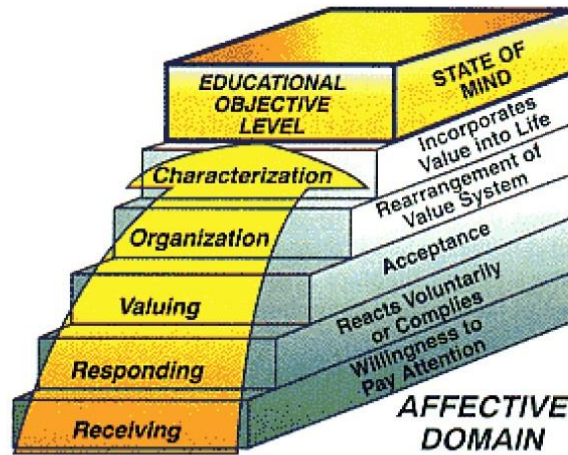 EDUCATIONAL
OBJECTIVE
LEVEL
STATE OF
MIND
Characterization
Incorporates
Value into Life
Organization
Rearrangement of
Value System
Valuing
Acceptance
Responding
Reacts Voluntarily
or Complies
Receiving
Willingness to
Pay Attention
AFFECTIVE
DOMAIN